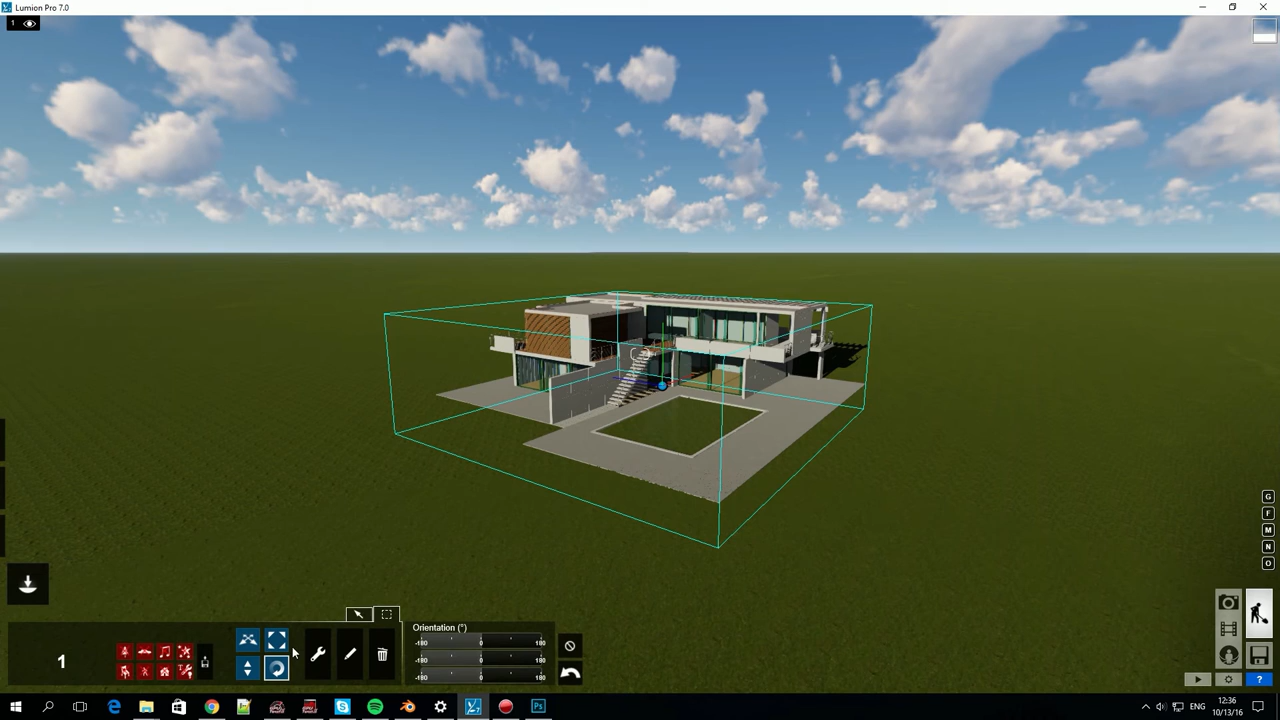 Lumion Pro 7.0
1
G
F
M
N
O
Orientation (°)
1
-180 0 180
-180 0 180
-180 0 180
?
ENG
12:36
10/13/16
Ps